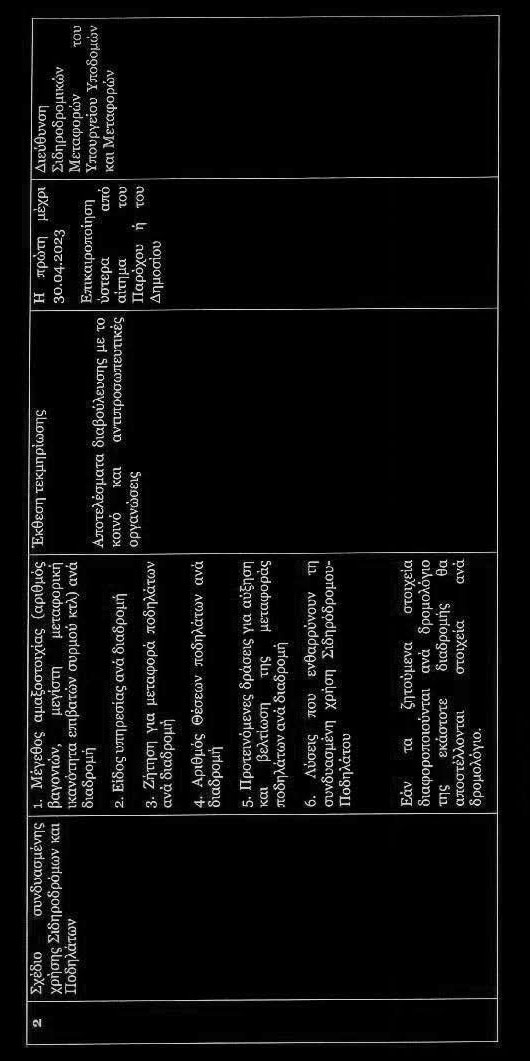 2
Σχέδιο συνδυασμένης
χρήσης Σιδηροδρόμων και
Ποδηλάτων
1. Μέγεθος αμαξοστοιχίας (αριθμός
βαγονιών, μεγίστη μεταφορική
ικανότητα επιβατών συρμού κτλ) ανά
διαδρομή
2. Είδος υπηρεσίας ανά διαδρομή
3. Ζήτηση για μεταφορά ποδηλάτων
ανά διαδρομή
4. Αριθμός Θέσεων ποδηλάτων ανά
διαδρομή
5. Προτεινόμενες δράσεις για αύξηση
και βελτίωση της μεταφοράς
ποδηλάτων ανά διαδρομή
6. Λύσεις που ενθαρρύνουν τη
συνδυασμένη χρήση Σιδηρόδρομου-
Ποδηλάτου
Εάν τα ζητούμενα στοιχεία
διαφοροποιούνται ανά δρομολόγιο
της εκάστοτε διαδρομής θα
αποστέλλονται στοιχεία ανά
δρομολόγιο.
Έκθεση τεκμηρίωσης
Αποτελέσματα διαβούλευσης με το
κοινό και αντιπροσωπευτικές
οργανώσεις
Η πρώτη μέχρι
30.04.2023
Επικαιροποίηση
ύστερα από
αίτημα του
Παρόχου ή του
Δημοσίου
Διεύθυνση
Σιδηροδρομικών
Μεταφορών του
Υπουργείου Υποδομών
και Μεταφορών